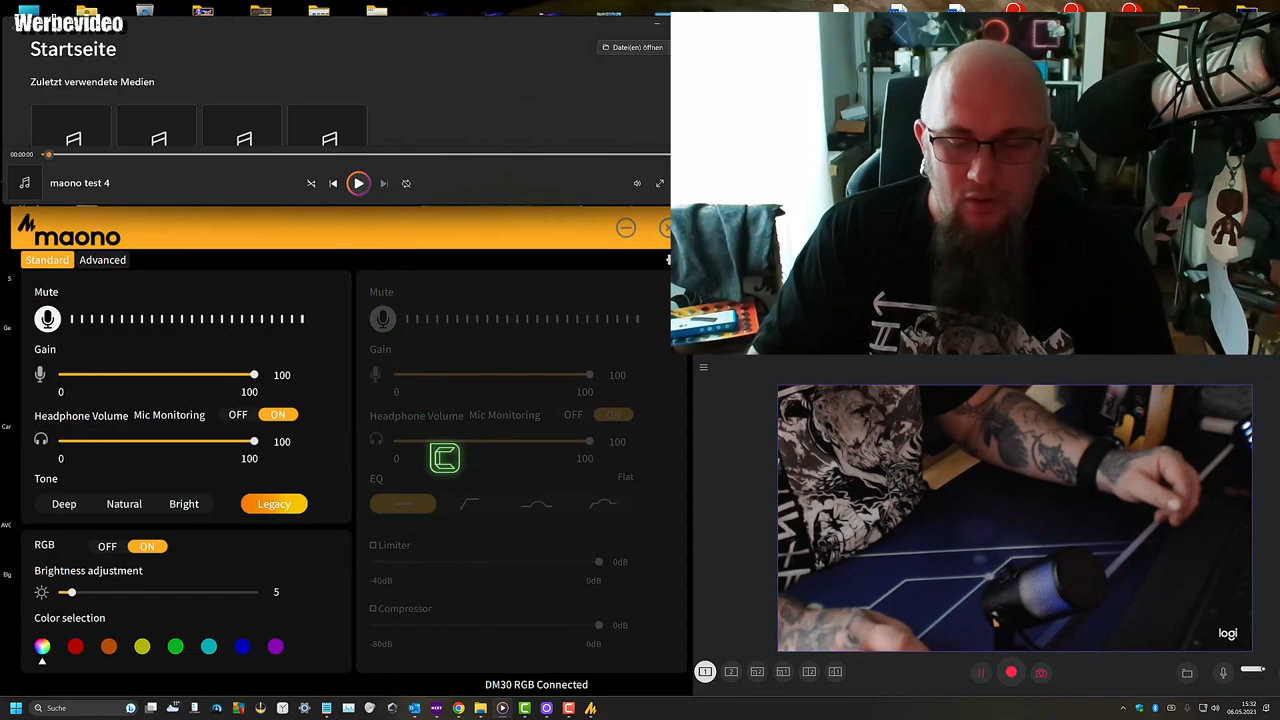 Werbevideo
Startseite
Datei(en) öffnen
Zuletzt verwendete Medien
00:00:00
maono test 4
maono
Standard Advanced
Mute
Gain
100
0 100
Headphone Volume Mic Monitoring OFF ON
100
0 100
Tone
Deep Natural Bright Legacy
RGB OFF ON
Brightness adjustment
5
Color selection
Mute
Gain
100
0 100
Headphone Volume Mic Monitoring OFF ON
100
0 100
EQ Flat
Limiter
0dB
-40dB 0dB
Compressor
0dB
-80dB 0dB
DM30 RGB Connected
logi
Suche
15:32
06.05.2023